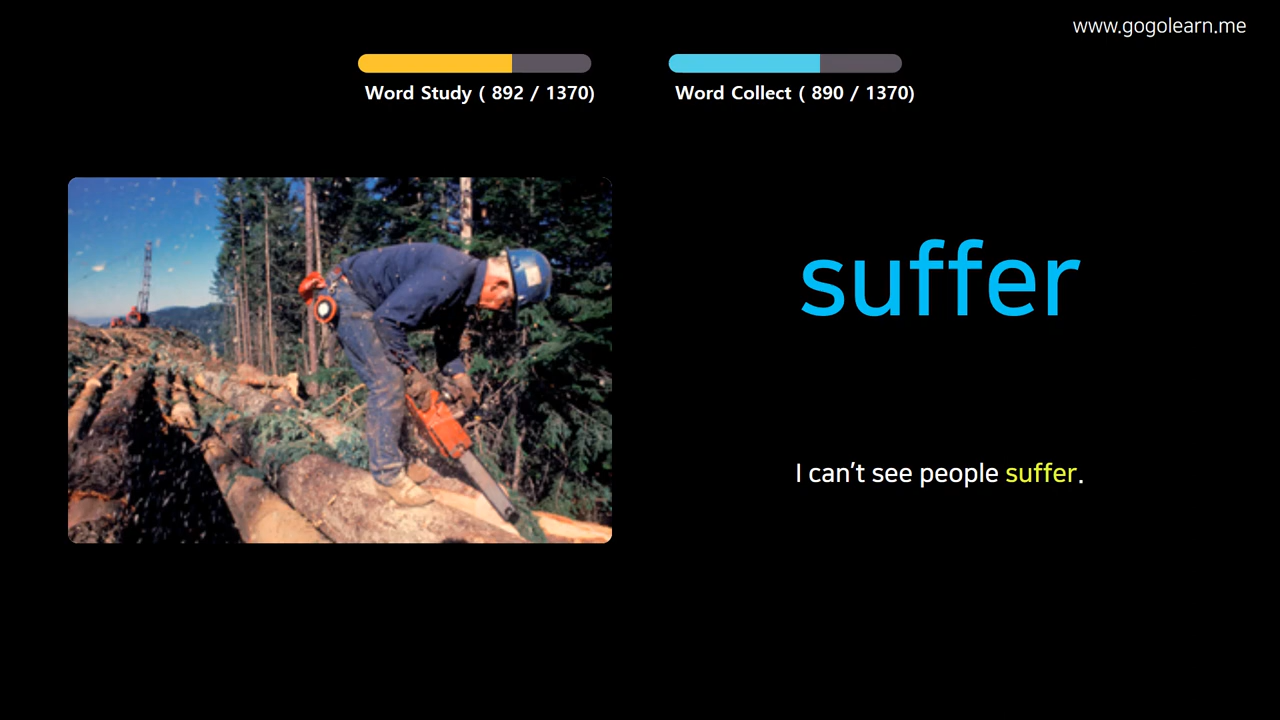 www.gogolearn.me
Word Study ( 892 / 1370)
Word Collect ( 890 / 1370)
suffer
I can’t see people suffer.